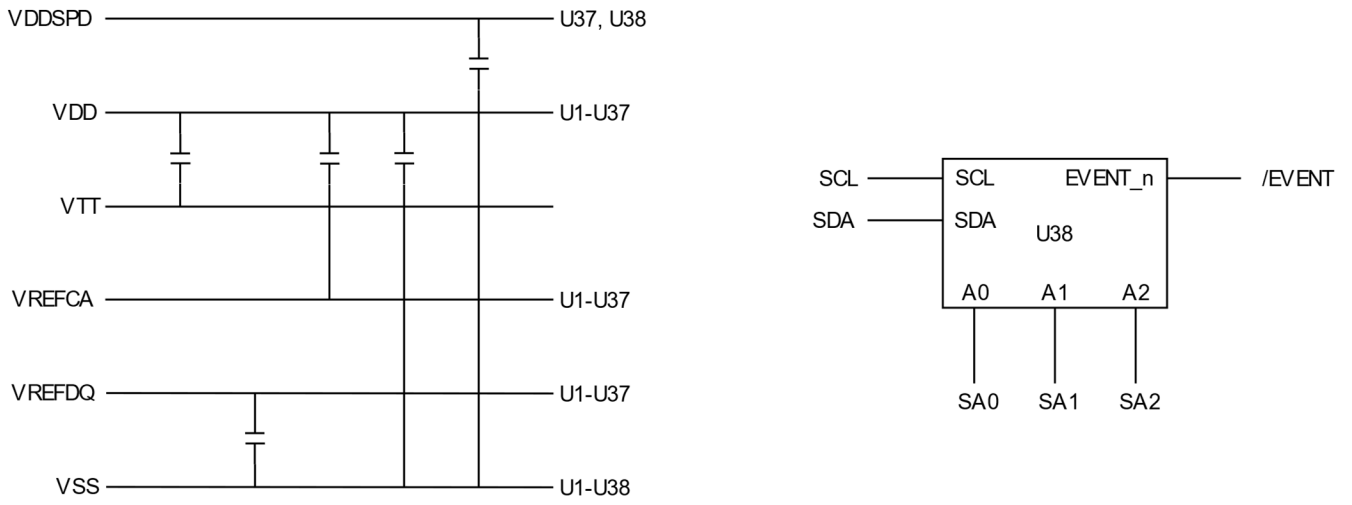 VDDSPD U37, U38
VDD U1-U37
VTT
VREFCA U1-U37
VREFDQ U1-U37
VSS U1-U38
SCL SCL EVENT_n /EVENT
SDA SDA
U38
A0 A1 A2
SA0 SA1 SA2